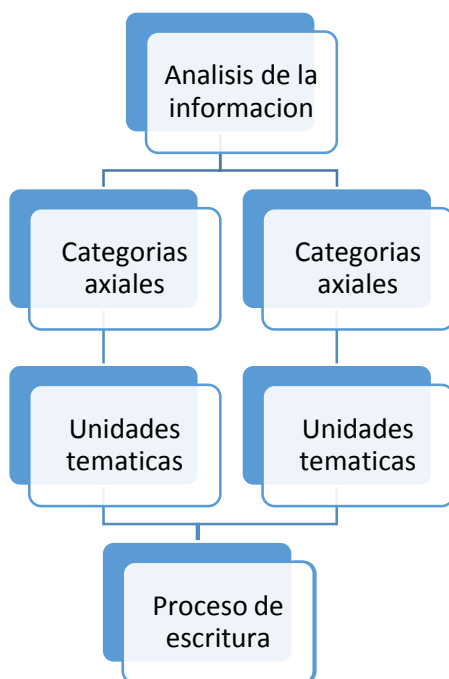 Analisis de la
informacion
Categorias
axiales
Categorias
axiales
Unidades
tematicas
Unidades
tematicas
Proceso de
escritura